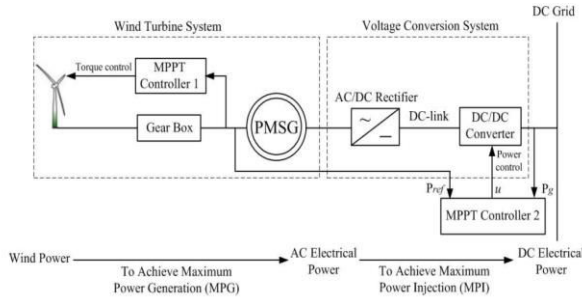 DC Grid
Wind Turbine System
Voltage Conversion System
Torque control
MPPT
Controller 1
AC/DC Rectifier
Gear Box
PMSG
~
DC-link
DC/DC
Converter
Power
control
Pref
u
Pg
MPPT Controller 2
Wind Power
AC Electrical
Power
DC Electrical
Power
To Achieve Maximum
Power Generation (MPG)
To Achieve Maximum
Power Injection (MPI)